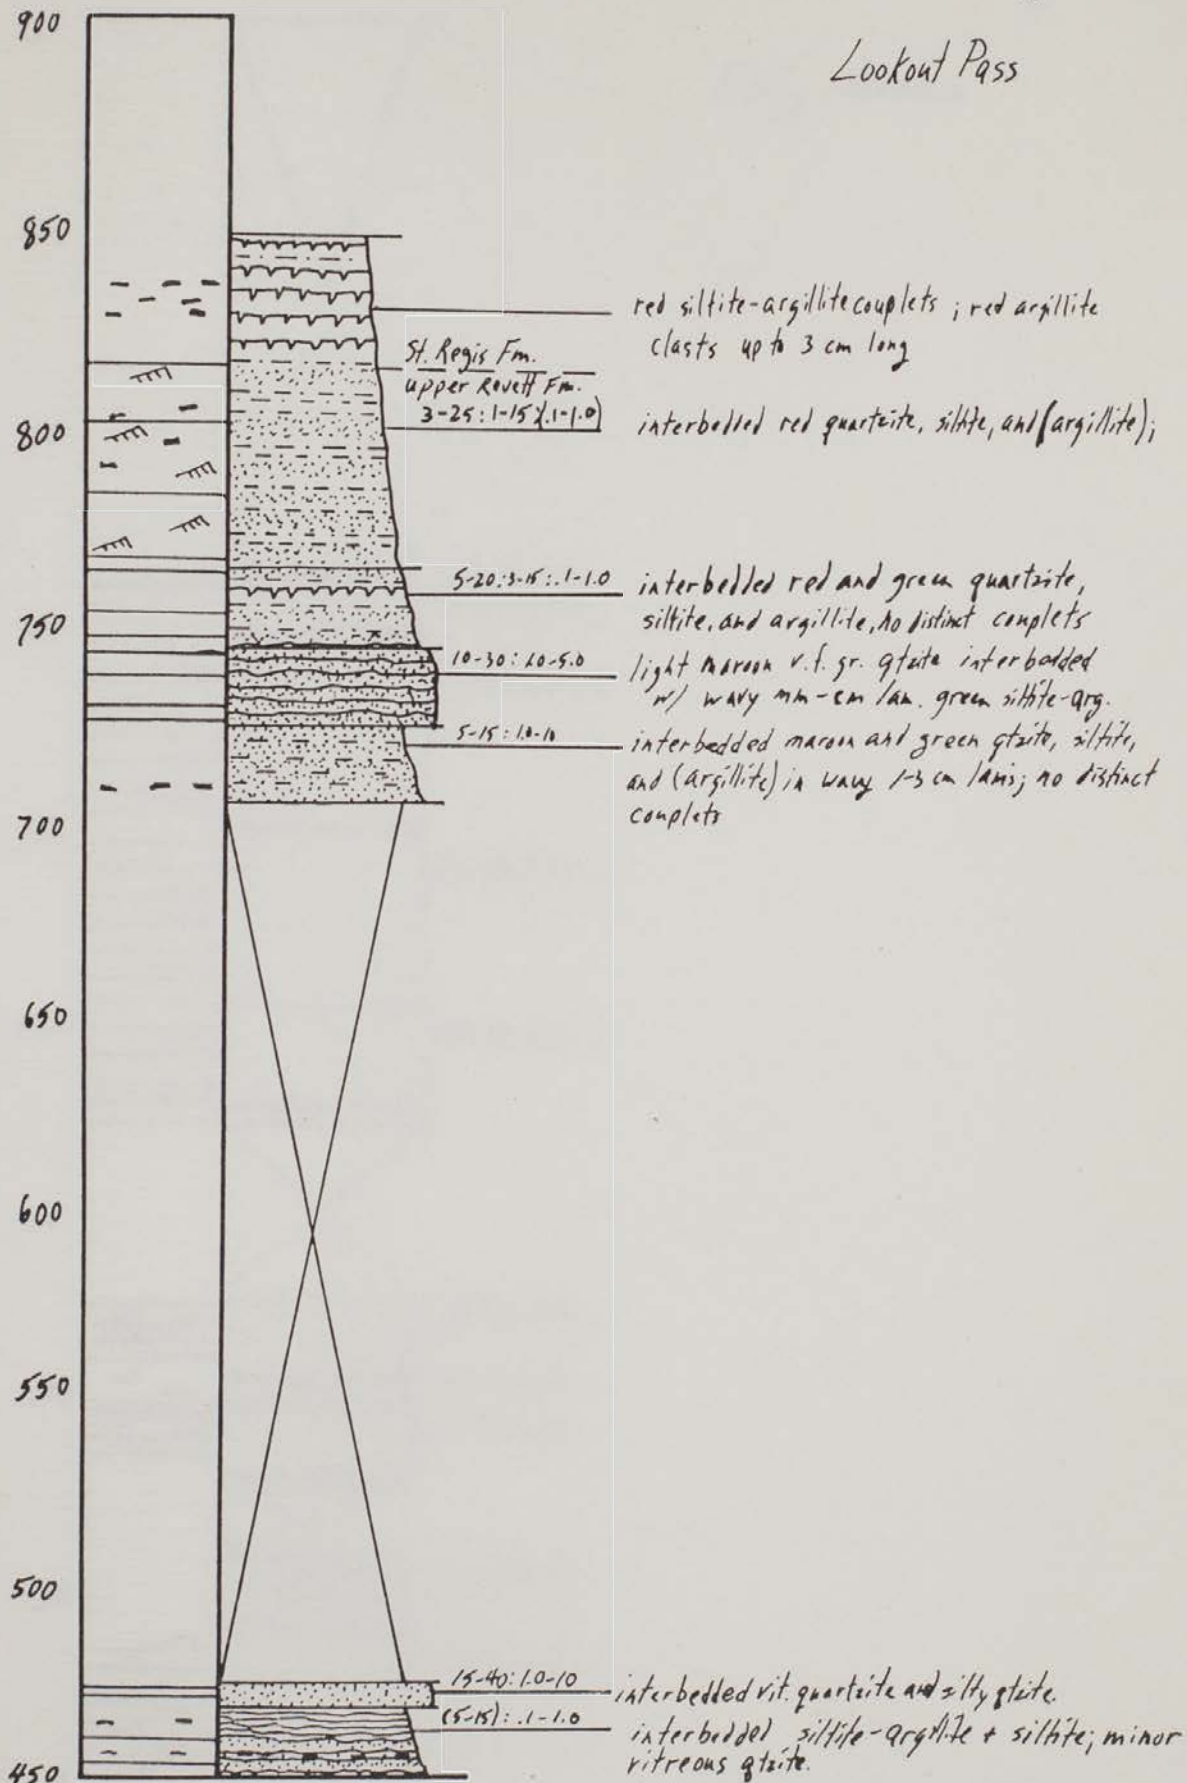 Lookout Pass
900
850
red siltite-argillite couplets ; red argillite
clasts up to 3 cm long
St. Regis Fm.
upper Revett Fm.
3-25 : 1-15 (.1-1.0)
800
interbedded red quartzite, siltite, and (argillite);
5-20:3-15:.1-1.0
interbedded red and green quartzite,
siltite, and argillite, no distinct couplets
750
10-30: 1.0-5.0
light maroon v.f. gr. qtzite interbedded
w/ wavy mm-cm lam. green siltite-arg.
5-15 : 1.0-10
interbedded maroon and green qtzite, siltite,
and (argillite) in wavy 1-3 cm lams; no distinct
couplets
700
650
600
550
500
15-40: 1.0-10
interbedded vit. quartzite and silty qtzite.
(5-15): .1-1.0
interbedded siltite-argillite + siltite; minor
vitreous qtzite.
450